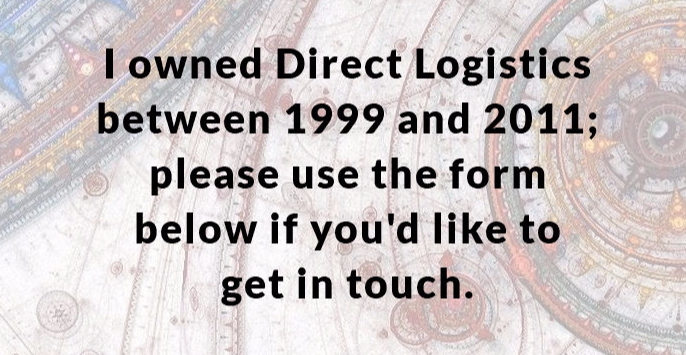 I owned Direct Logistics
between 1999 and 2011;
please use the form
below if you'd like to
get in touch.